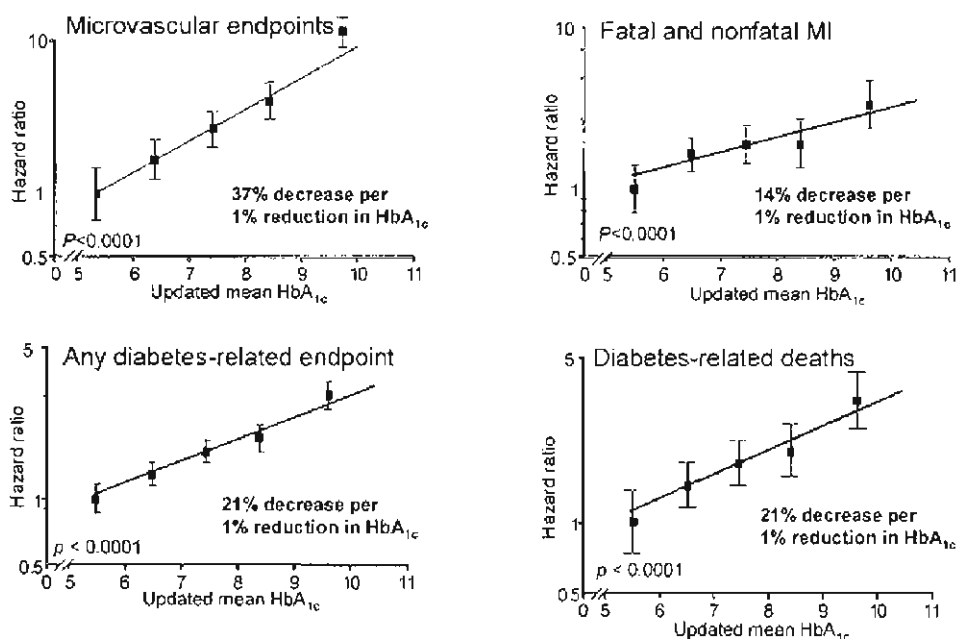 Microvascular endpoints
10
Hazard ratio
1
37% decrease per
1% reduction in HbA1c
P<0.0001
0.5
0 5 6 7 8 9 10 11
Updated mean HbA1c
Fatal and nonfatal MI
10
Hazard ratio
1
14% decrease per
1% reduction in HbA1c
P<0.0001
0.5
0 5 6 7 8 9 10 11
Updated mean HbA1c
Any diabetes-related endpoint
5
Hazard ratio
1
21% decrease per
1% reduction in HbA1c
p < 0.0001
0.5
0 5 6 7 8 9 10 11
Updated mean HbA1c
Diabetes-related deaths
5
Hazard ratio
1
21% decrease per
1% reduction in HbA1c
p < 0.0001
0.5
0 5 6 7 8 9 10 11
Updated mean HbA1c